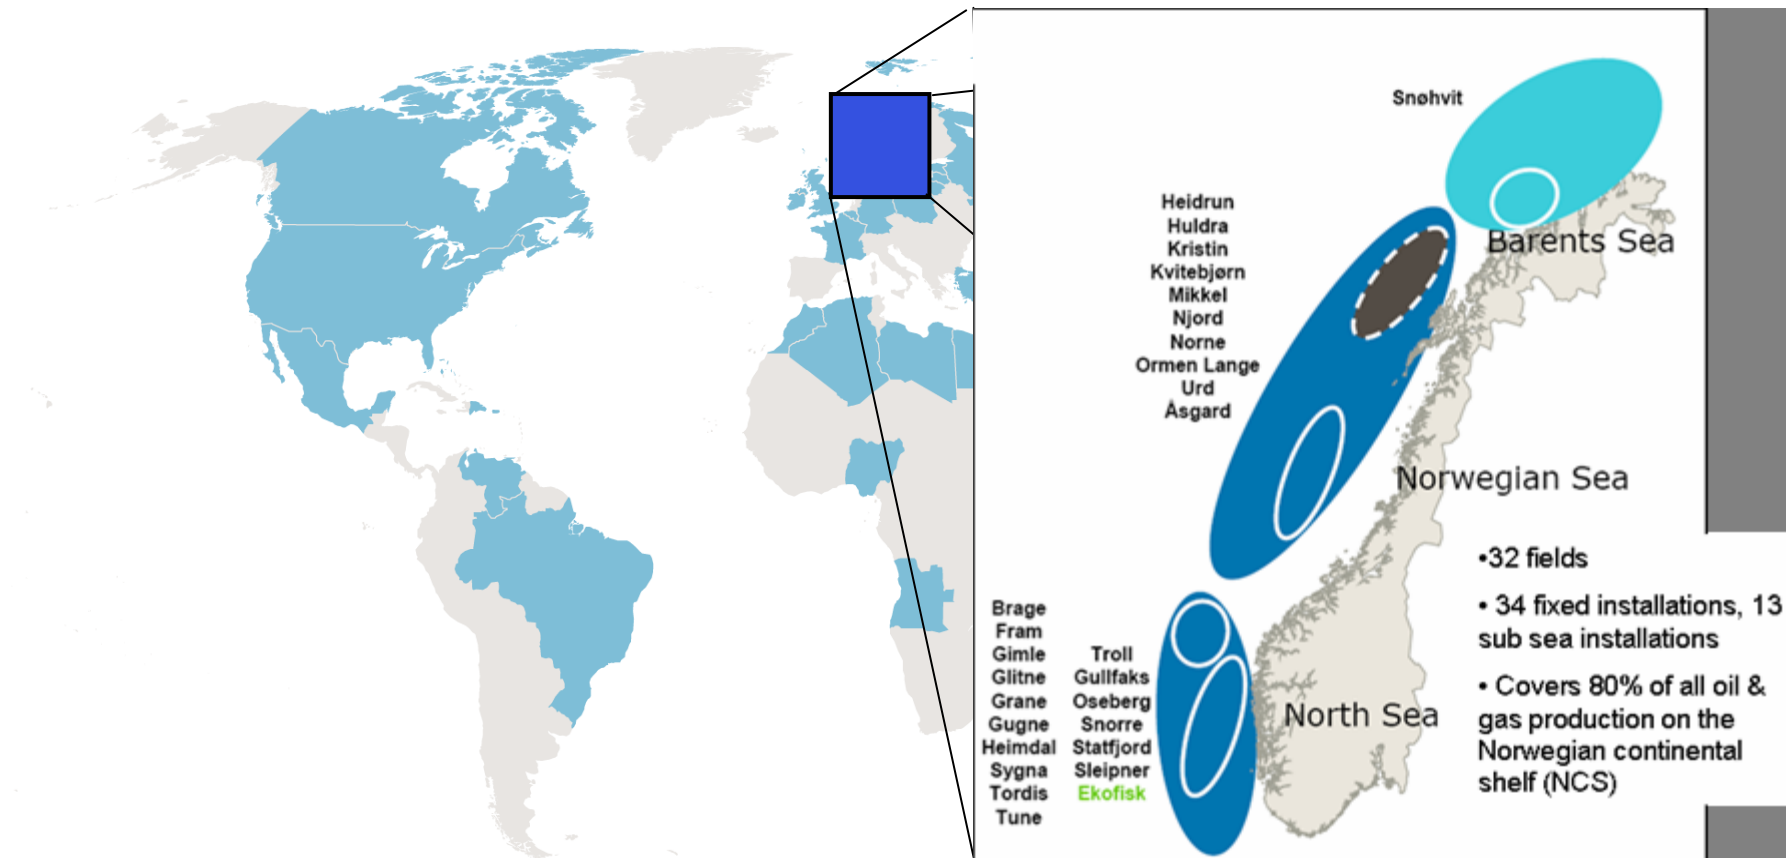 Snøhvit
Barents Sea
Heidrun
Huldra
Kristin
Kvitebjørn
Mikkel
Njord
Norne
Ormen Lange
Urd
Åsgard
Norwegian Sea
•32 fields
• 34 fixed installations, 13
sub sea installations
• Covers 80% of all oil &
gas production on the
Norwegian continental
shelf (NCS)
Brage
Fram
Gimle
Glitne
Grane
Gugne
Heimdal
Sygna
Tordis
Tune
Troll
Gullfaks
Oseberg
Snorre
Statfjord
Sleipner
Ekofisk
North Sea